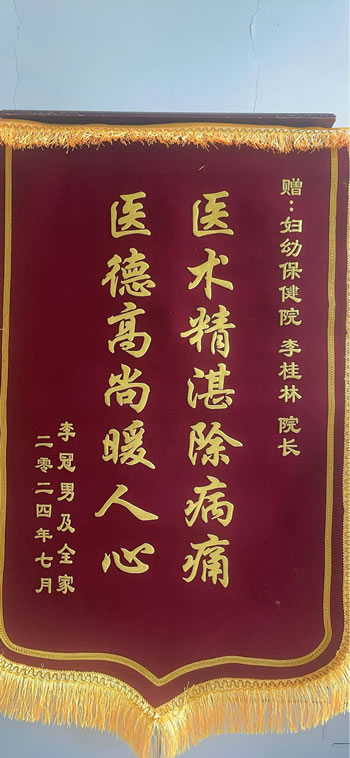 赠：妇幼保健院 李桂林 院长
医术精湛除病痛
医德高尚暖人心
李冠男及全家
二零二四年七月